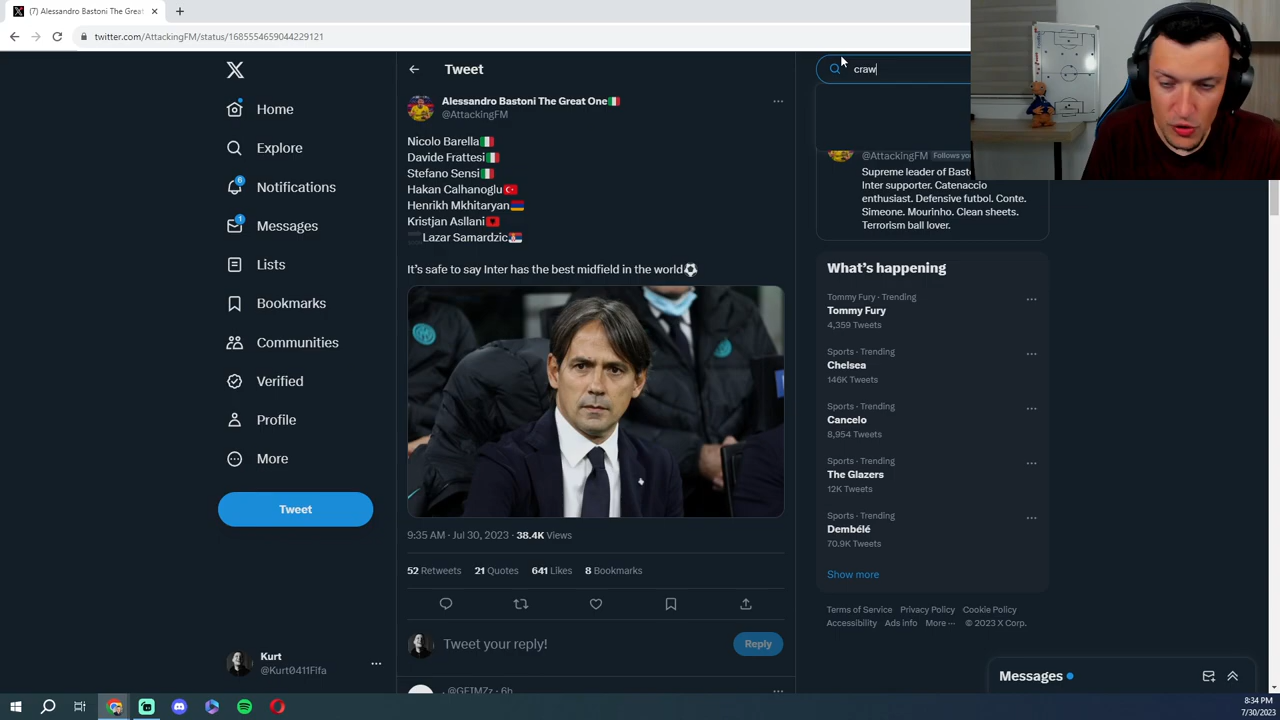 (7) Alessandro Bastoni The Great
twitter.com/AttackingFM/status/1685554659044229121
Home
Explore
6
Notifications
1
Messages
Lists
Bookmarks
Communities
Verified
Profile
More
Tweet
Kurt
@Kurt0411Fifa
Tweet
Alessandro Bastoni The Great One🇮🇹
@AttackingFM
Nicolo Barella🇮🇹
Davide Frattesi🇮🇹
Stefano Sensi🇮🇹
Hakan Calhanoglu🇹🇷
Henrikh Mkhitaryan🇦🇲
Kristjan Asllani🇦🇱
🔜Lazar Samardzic🇷🇸
It’s safe to say Inter has the best midfield in the world⚽
9:35 AM · Jul 30, 2023 · 38.4K Views
52 Retweets 21 Quotes 641 Likes 8 Bookmarks
Tweet your reply!
Reply
@GFTMZz · 6h
craw
@AttackingFM Follows you
Supreme leader of Basto
Inter supporter. Catenaccio
enthusiast. Defensive futbol. Conte.
Simeone. Mourinho. Clean sheets.
Terrorism ball lover.
What’s happening
Tommy Fury · Trending
Tommy Fury
4,359 Tweets
Sports · Trending
Chelsea
146K Tweets
Sports · Trending
Cancelo
8,954 Tweets
Sports · Trending
The Glazers
12K Tweets
Sports · Trending
Dembélé
70.9K Tweets
Show more
Terms of Service Privacy Policy Cookie Policy
Accessibility Ads info More ··· © 2023 X Corp.
Messages
8:34 PM
7/30/2023